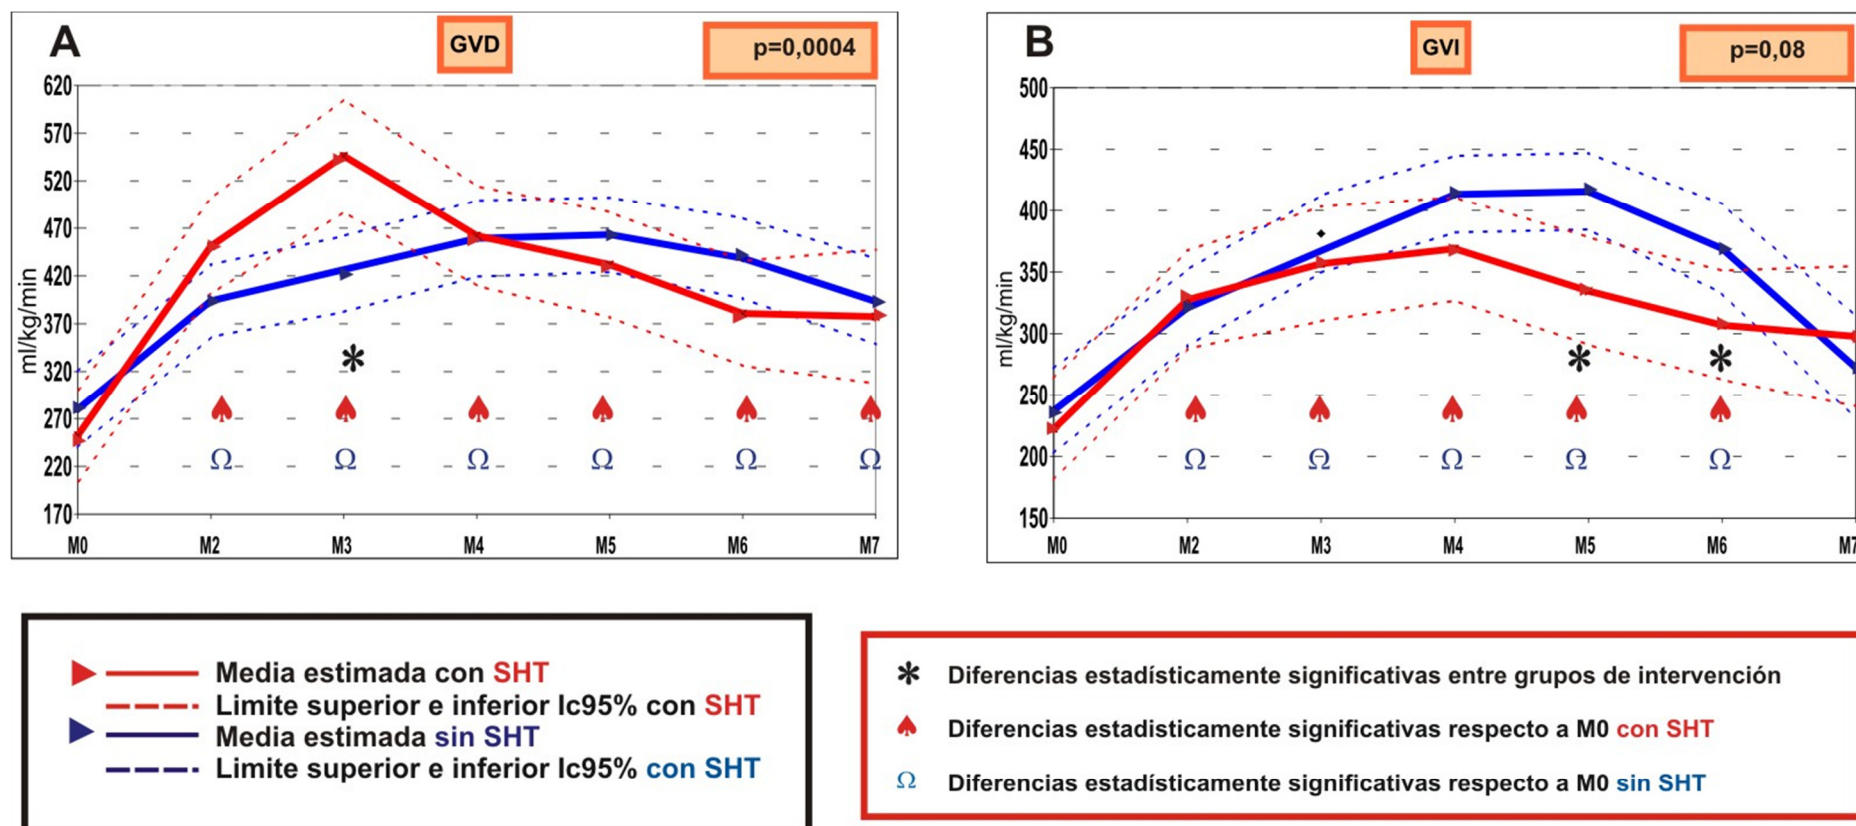 A
GVD
p=0,0004
620
570
520
470
420
370
320
270
220
170
ml/kg/min
M0 M2 M3 M4 M5 M6 M7
B
GVI
p=0,08
500
450
400
350
300
250
200
150
ml/kg/min
M0 M2 M3 M4 M5 M6 M7
Media estimada con SHT
Limite superior e inferior Ic95% con SHT
Media estimada sin SHT
Limite superior e inferior Ic95% con SHT
* Diferencias estadísticamente significativas entre grupos de intervención
♠ Diferencias estadísticamente significativas respecto a M0 con SHT
Ω Diferencias estadísticamente significativas respecto a M0 sin SHT